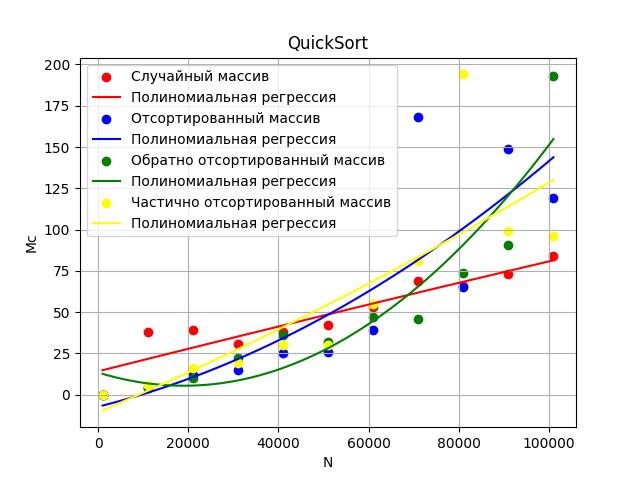 QuickSort
200
175
150
125
100
75
50
25
0
Мс
Случайный массив
Полиномиальная регрессия
Отсортированный массив
Полиномиальная регрессия
Обратно отсортированный массив
Полиномиальная регрессия
Частично отсортированный массив
Полиномиальная регрессия
0 20000 40000 60000 80000 100000
N